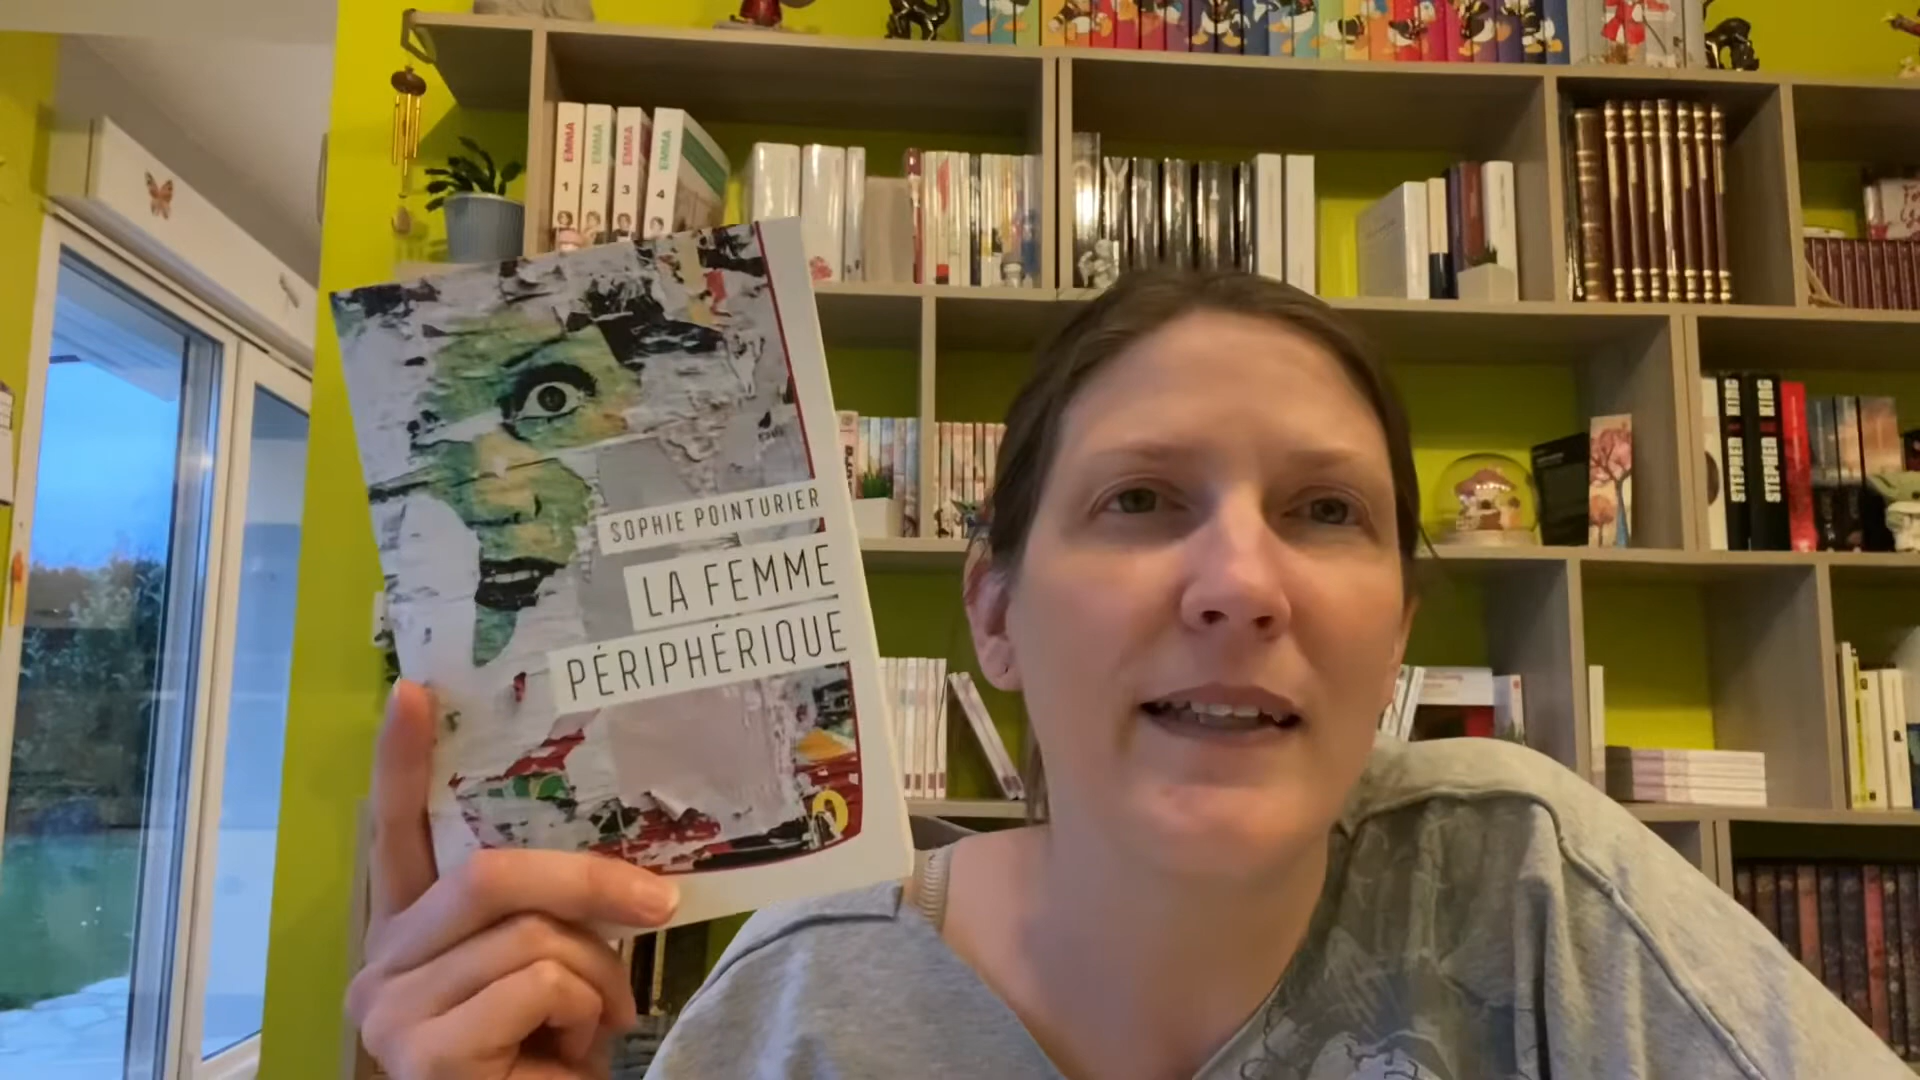 EMMA
EMMA
EMMA
EMMA
1
2
3
4
SOPHIE POINTURIER
LA FEMME
PÉRIPHÉRIQUE
STEPHEN KING
STEPHEN KING